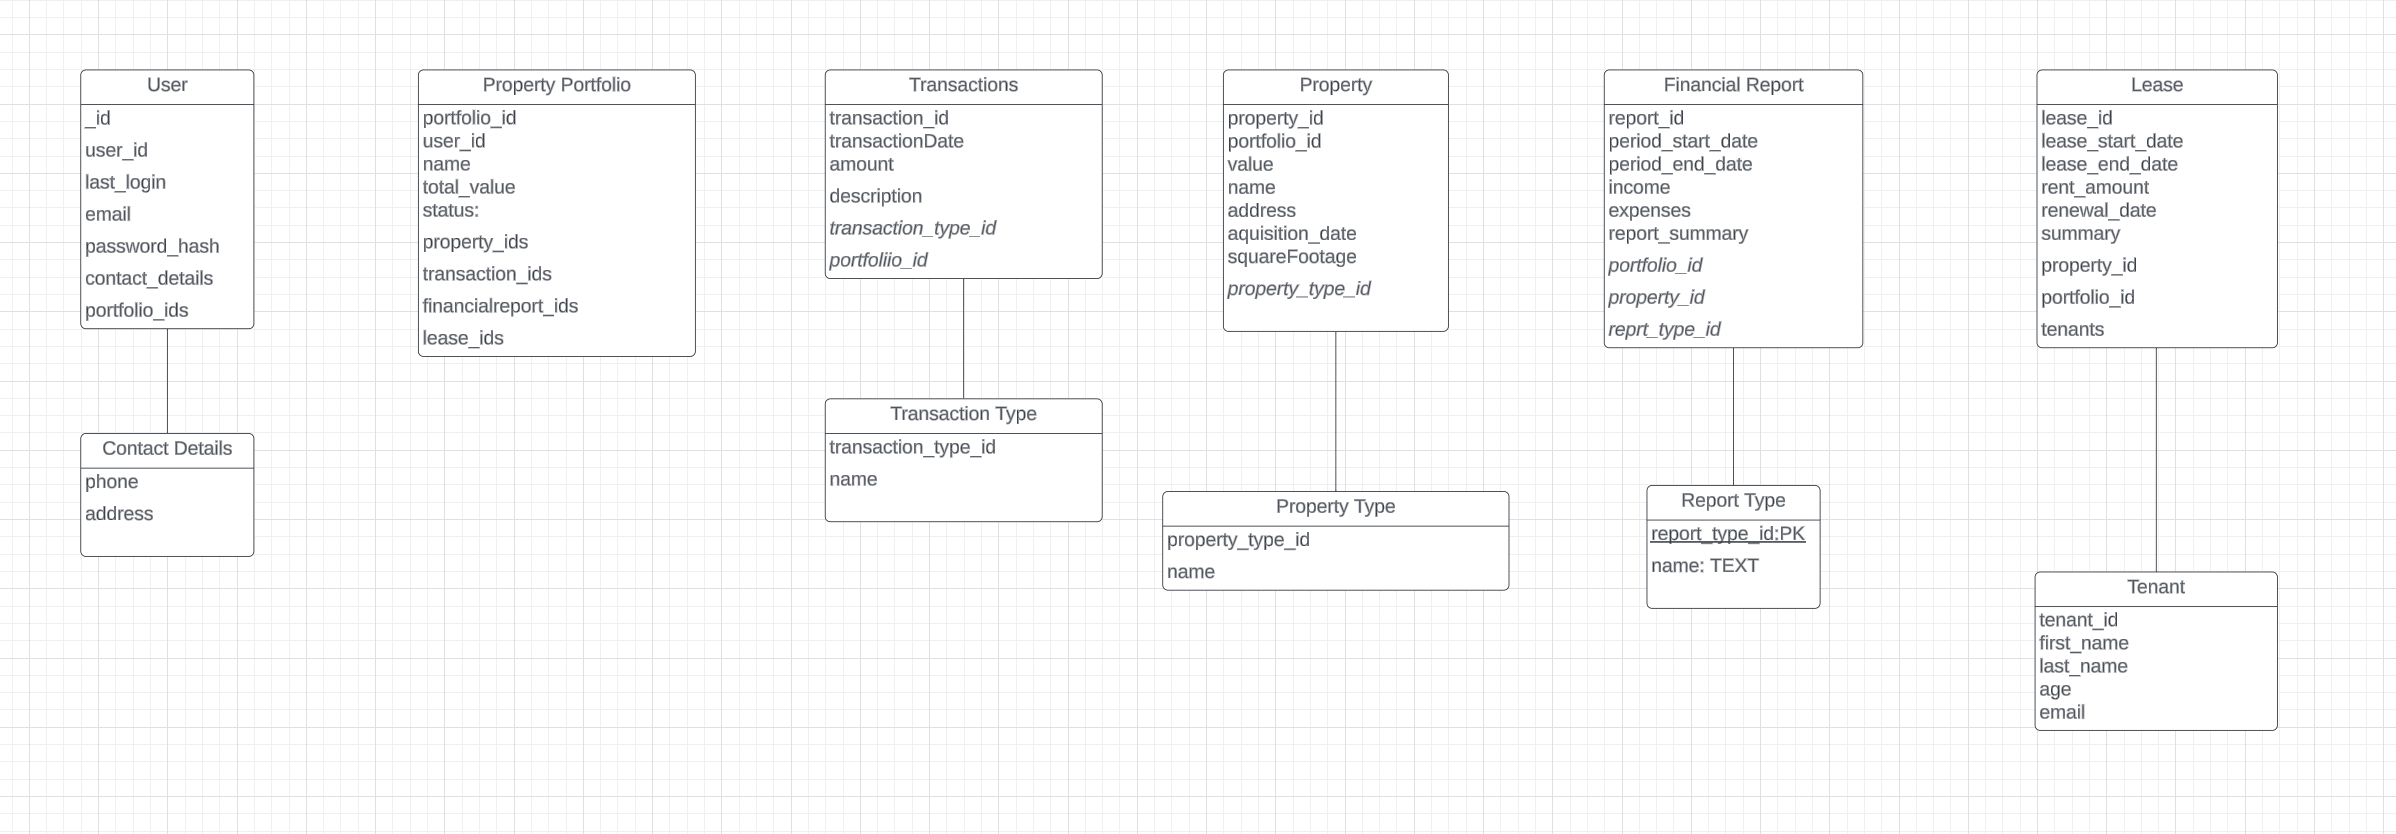 User
_id
user_id
last_login
email
password_hash
contact_details
portfolio_ids
Contact Details
phone
address
Property Portfolio
portfolio_id
user_id
name
total_value
status:
property_ids
transaction_ids
financialreport_ids
lease_ids
Transactions
transaction_id
transactionDate
amount
description
transaction_type_id
portfoliio_id
Transaction Type
transaction_type_id
name
Property
property_id
portfolio_id
value
name
address
aquisition_date
squareFootage
property_type_id
Property Type
property_type_id
name
Financial Report
report_id
period_start_date
period_end_date
income
expenses
report_summary
portfolio_id
property_id
reprt_type_id
Report Type
report_type_id:PK
name: TEXT
Lease
lease_id
lease_start_date
lease_end_date
rent_amount
renewal_date
summary
property_id
portfolio_id
tenants
Tenant
tenant_id
first_name
last_name
age
email